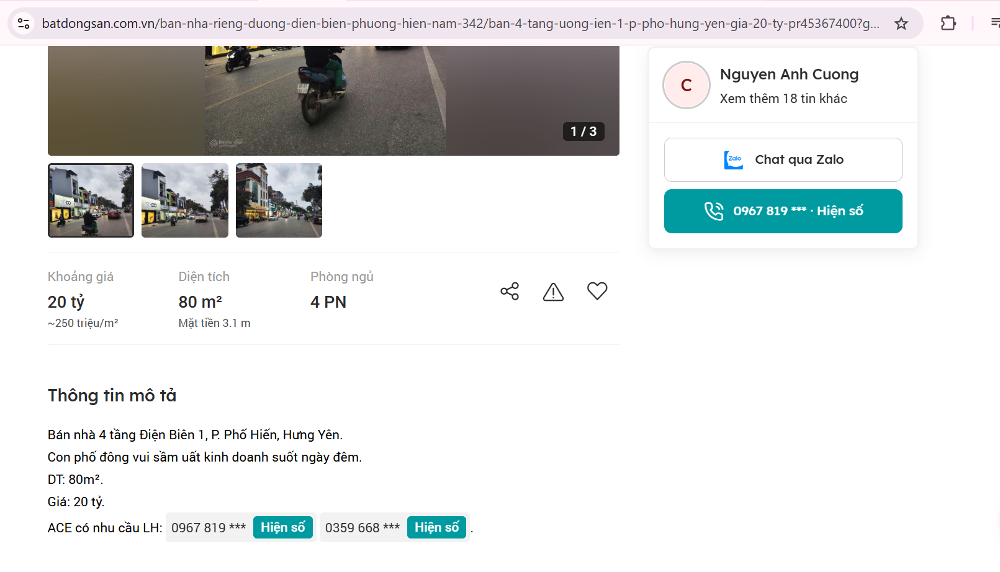 batdongsan.com.vn/ban-nha-rieng-duong-dien-bien-phuong-hien-nam-342/ban-4-tang-uong-ien-1-p-pho-hung-yen-gia-20-ty-pr45367400?g...
1 / 3
Batdongsan
C
Nguyen Anh Cuong
Xem thêm 18 tin khác
Zalo
Chat qua Zalo
0967 819 *** · Hiện số
Khoảng giá
20 tỷ
~250 triệu/m²
Diện tích
80 m²
Mặt tiền 3.1 m
Phòng ngủ
4 PN
Thông tin mô tả
Bán nhà 4 tầng Điện Biên 1, P. Phố Hiến, Hưng Yên.
Con phố đông vui sầm uất kinh doanh suốt ngày đêm.
DT: 80m².
Giá: 20 tỷ.
ACE có nhu cầu LH: 0967 819 *** Hiện số 0359 668 *** Hiện số .